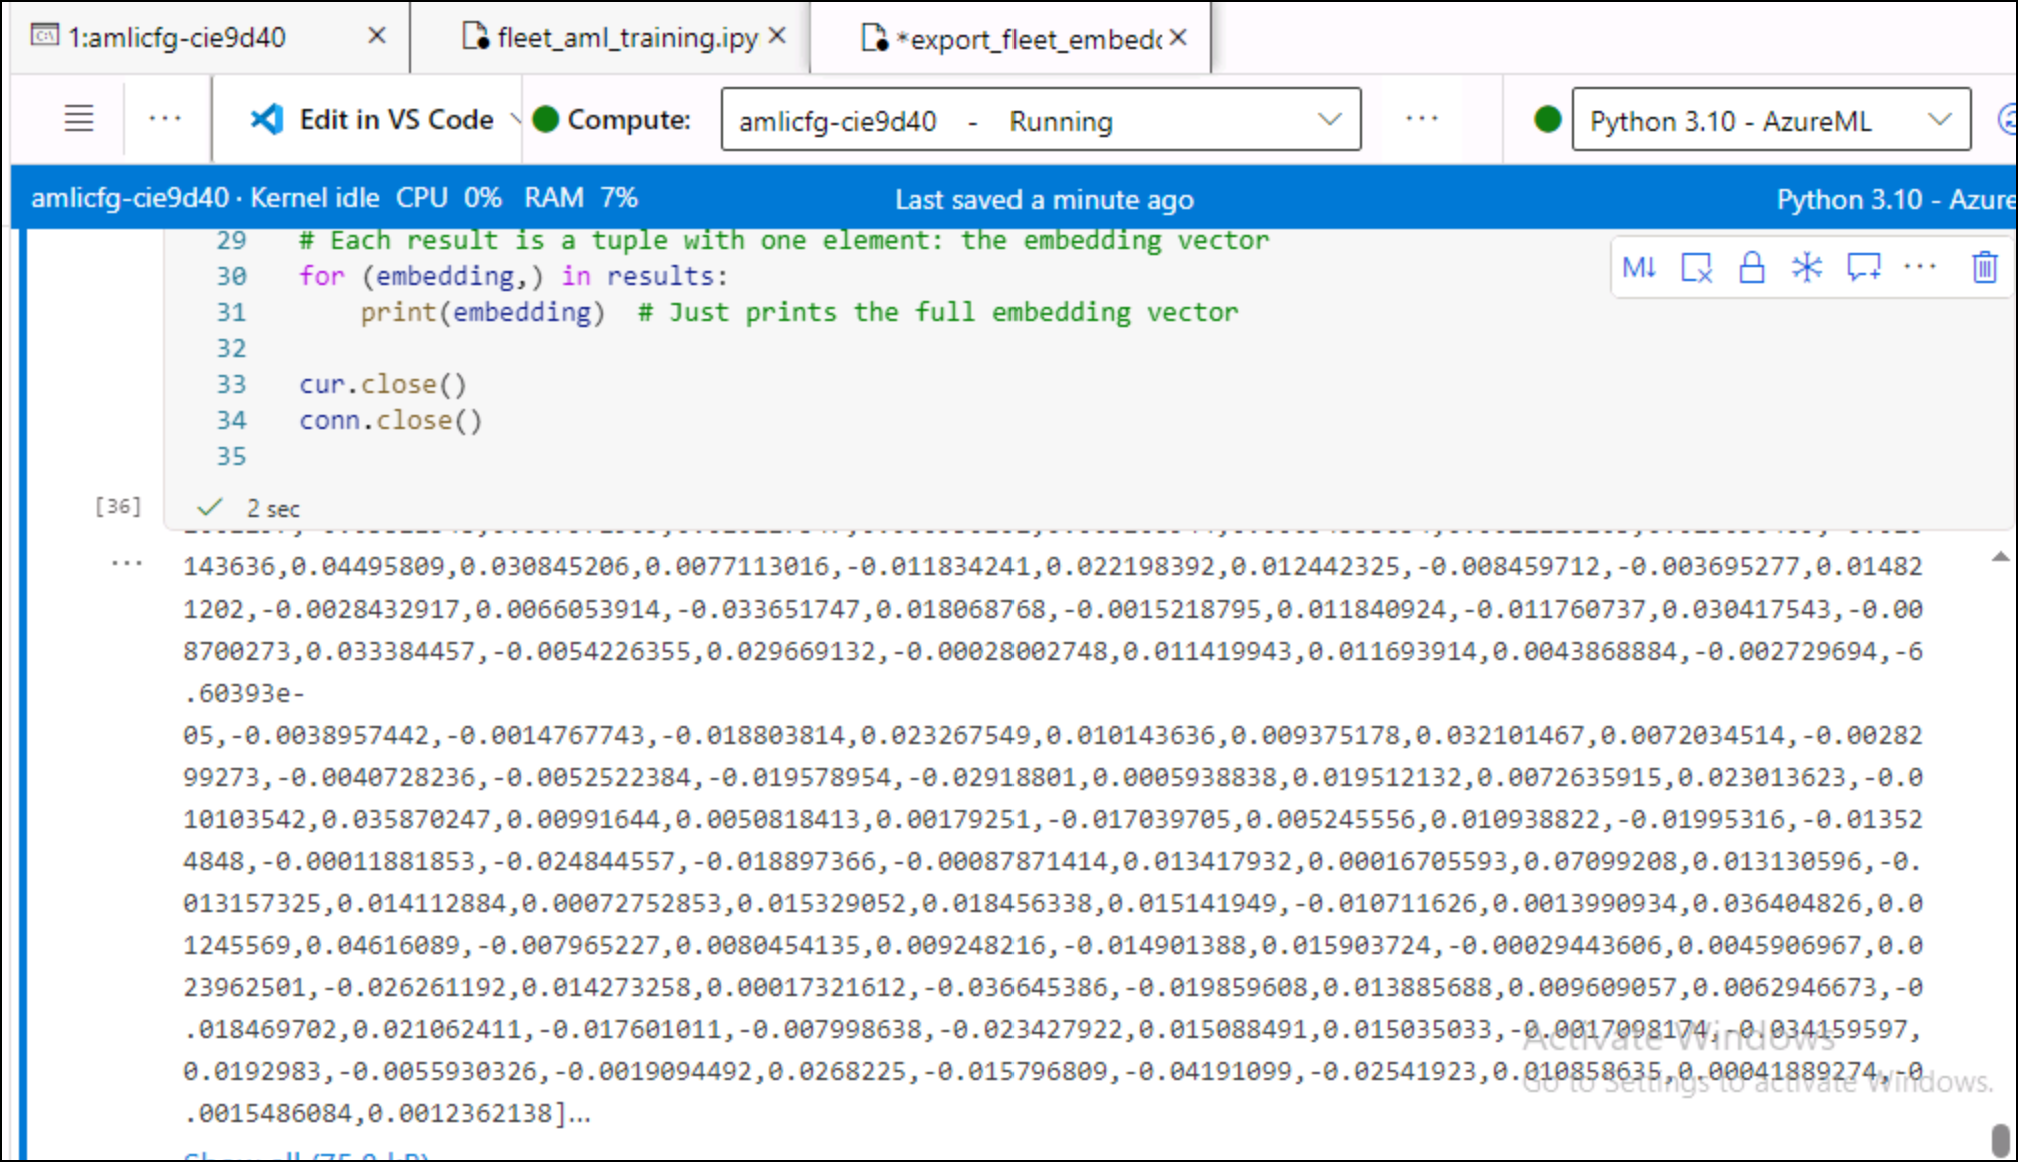 1:amlicfg-cie9d40
fleet_aml_training.ipy
*export_fleet_embedd
Edit in VS Code
Compute:
amlicfg-cie9d40 - Running
Python 3.10 - AzureML
amlicfg-cie9d40 · Kernel idle CPU 0% RAM 7%
Last saved a minute ago
Python 3.10 - Azure
29 # Each result is a tuple with one element: the embedding vector
30 for (embedding,) in results:
31 print(embedding) # Just prints the full embedding vector
32
33 cur.close()
34 conn.close()
35
M↓
[36]
2 sec
143636,0.04495809,0.030845206,0.0077113016,-0.011834241,0.022198392,0.012442325,-0.008459712,-0.003695277,0.01482
1202,-0.0028432917,0.0066053914,-0.033651747,0.018068768,-0.0015218795,0.011840924,-0.011760737,0.030417543,-0.00
8700273,0.033384457,-0.0054226355,0.029669132,-0.00028002748,0.011419943,0.011693914,0.0043868884,-0.002729694,-6
.60393e-
05,-0.0038957442,-0.0014767743,-0.018803814,0.023267549,0.010143636,0.009375178,0.032101467,0.0072034514,-0.0028
99273,-0.0040728236,-0.0052522384,-0.019578954,-0.02918801,0.0005938838,0.019512132,0.0072635915,0.023013623,-0.0
10103542,0.035870247,0.00991644,0.0050818413,0.00179251,-0.017039705,0.005245556,0.010938822,-0.01995316,-0.01352
4848,-0.00011881853,-0.024844557,-0.018897366,-0.00087871414,0.013417932,0.00016705593,0.07099208,0.013130596,-0.
013157325,0.014112884,0.00072752853,0.015329052,0.018456338,0.015141949,-0.010711626,0.0013990934,0.036404826,0.0
1245569,0.04616089,-0.007965227,0.0080454135,0.009248216,-0.014901388,0.015903724,-0.00029443606,0.0045906967,0.0
23962501,-0.026261192,0.014273258,0.00017321612,-0.036645386,-0.019859608,0.013885688,0.009609057,0.0062946673,-0
.018469702,0.021062411,-0.017601011,-0.007998638,-0.023427922,0.015088491,0.015035033,-0.0017098174,-0.034159597,
0.0192983,-0.0055930326,-0.0019094492,0.0268225,-0.015796809,-0.04191099,-0.02541923,0.010858635,0.00041889274,-0
.0015486084,0.0012362138]...
Activate Windows
Go to Settings to activate Windows.